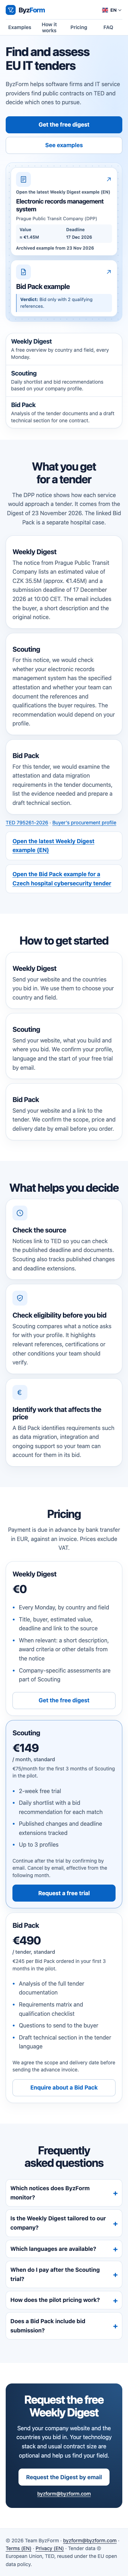 ByzForm
EN
Examples
How it
works
Pricing
FAQ
Find and assess
EU IT tenders
ByzForm helps software firms and IT service
providers find public contracts on TED and
decide which ones to pursue.
Get the free digest
See examples
Open the latest Weekly Digest example (EN)
Electronic records management
system
Prague Public Transport Company (DPP)
Value
≈ €1.45M
Deadline
17 Dec 2026
Archived example from 23 Nov 2026
Bid Pack example
Verdict: Bid only with 2 qualifying
references.
Weekly Digest
A free overview by country and field, every
Monday.
Scouting
Daily shortlist and bid recommendations
based on your company profile.
Bid Pack
Analysis of the tender documents and a draft
technical section for one contract.
What you get
for a tender
The DPP notice shows how each service
would approach a tender. It comes from the
Digest of 23 November 2026. The linked Bid
Pack is a separate hospital case.
Weekly Digest
The notice from Prague Public Transit
Company lists an estimated value of
CZK 35.5M (approx. €1.45M) and a
submission deadline of 17 December
2026 at 10:00 CET. The email includes
the buyer, a short description and the
original notice.
Scouting
For this notice, we would check
whether your electronic records
management system has the specified
attestation and whether your team can
document the references and
qualifications the buyer requires. The
recommendation would depend on your
profile.
Bid Pack
For this tender, we would examine the
attestation and data migration
requirements in the tender documents,
list the evidence needed and prepare a
draft technical section.
TED 795261-2026 · Buyer's procurement profile
Open the latest Weekly Digest
example (EN)
Open the Bid Pack example for a
Czech hospital cybersecurity tender
How to get started
Weekly Digest
Send your website and the countries
you bid in. We use them to choose your
country and field.
Scouting
Send your website, what you build and
where you bid. We confirm your profile,
language and the start of your free trial
by email.
Bid Pack
Send your website and a link to the
tender. We confirm the scope, price and
delivery date by email before you order.
What helps you decide
Check the source
Notices link to TED so you can check
the published deadline and documents.
Scouting also tracks published changes
and deadline extensions.
Check eligibility before you bid
Scouting compares what a notice asks
for with your profile. It highlights
relevant references, certifications or
other conditions your team should
verify.
€
Identify work that affects the
price
A Bid Pack identifies requirements such
as data migration, integration and
ongoing support so your team can
account for them in its bid.
Pricing
Payment is due in advance by bank transfer
in EUR, against an invoice. Prices exclude
VAT.
Weekly Digest
€0
• Every Monday, by country and field
• Title, buyer, estimated value,
deadline and link to the source
• When relevant: a short description,
award criteria or other details from
the notice
• Company-specific assessments are
part of Scouting
Get the free digest
Scouting
€149
/ month, standard
€75/month for the first 3 months of Scouting
in the pilot.
• 2-week free trial
• Daily shortlist with a bid
recommendation for each match
• Published changes and deadline
extensions tracked
• Up to 3 profiles
Continue after the trial by confirming by
email. Cancel by email, effective from the
following month.
Request a free trial
Bid Pack
€490
/ tender, standard
€245 per Bid Pack ordered in your first 3
months in the pilot.
• Analysis of the full tender
documentation
• Requirements matrix and
qualification checklist
• Questions to send to the buyer
• Draft technical section in the tender
language
We agree the scope and delivery date before
sending the advance invoice.
Enquire about a Bid Pack
Frequently
asked questions
Which notices does ByzForm
monitor?
+
Is the Weekly Digest tailored to our
company?
+
Which languages are available?
+
When do I pay after the Scouting
trial?
+
How does the pilot pricing work?
+
Does a Bid Pack include bid
submission?
+
Request the free
Weekly Digest
Send your company website and the
countries you bid in. Your technology
stack and usual contract size are
optional and help us find your field.
Request the Digest by email
byzform@byzform.com
© 2026 Team ByzForm · byzform@byzform.com ·
Terms (EN) · Privacy (EN) · Tender data ©
European Union, TED, reused under the EU open
data policy.